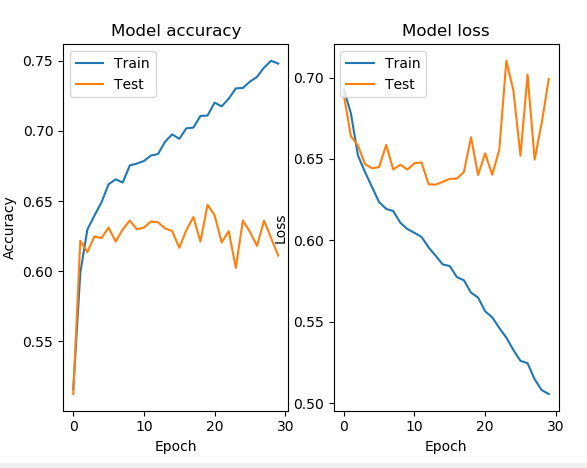 Model accuracy
Train
Test
0.75
0.70
0.65
0.60
0.55
Accuracy
0
10
20
30
Epoch
Model loss
Train
Test
0.70
0.65
0.60
0.55
0.50
Loss
0
10
20
30
Epoch